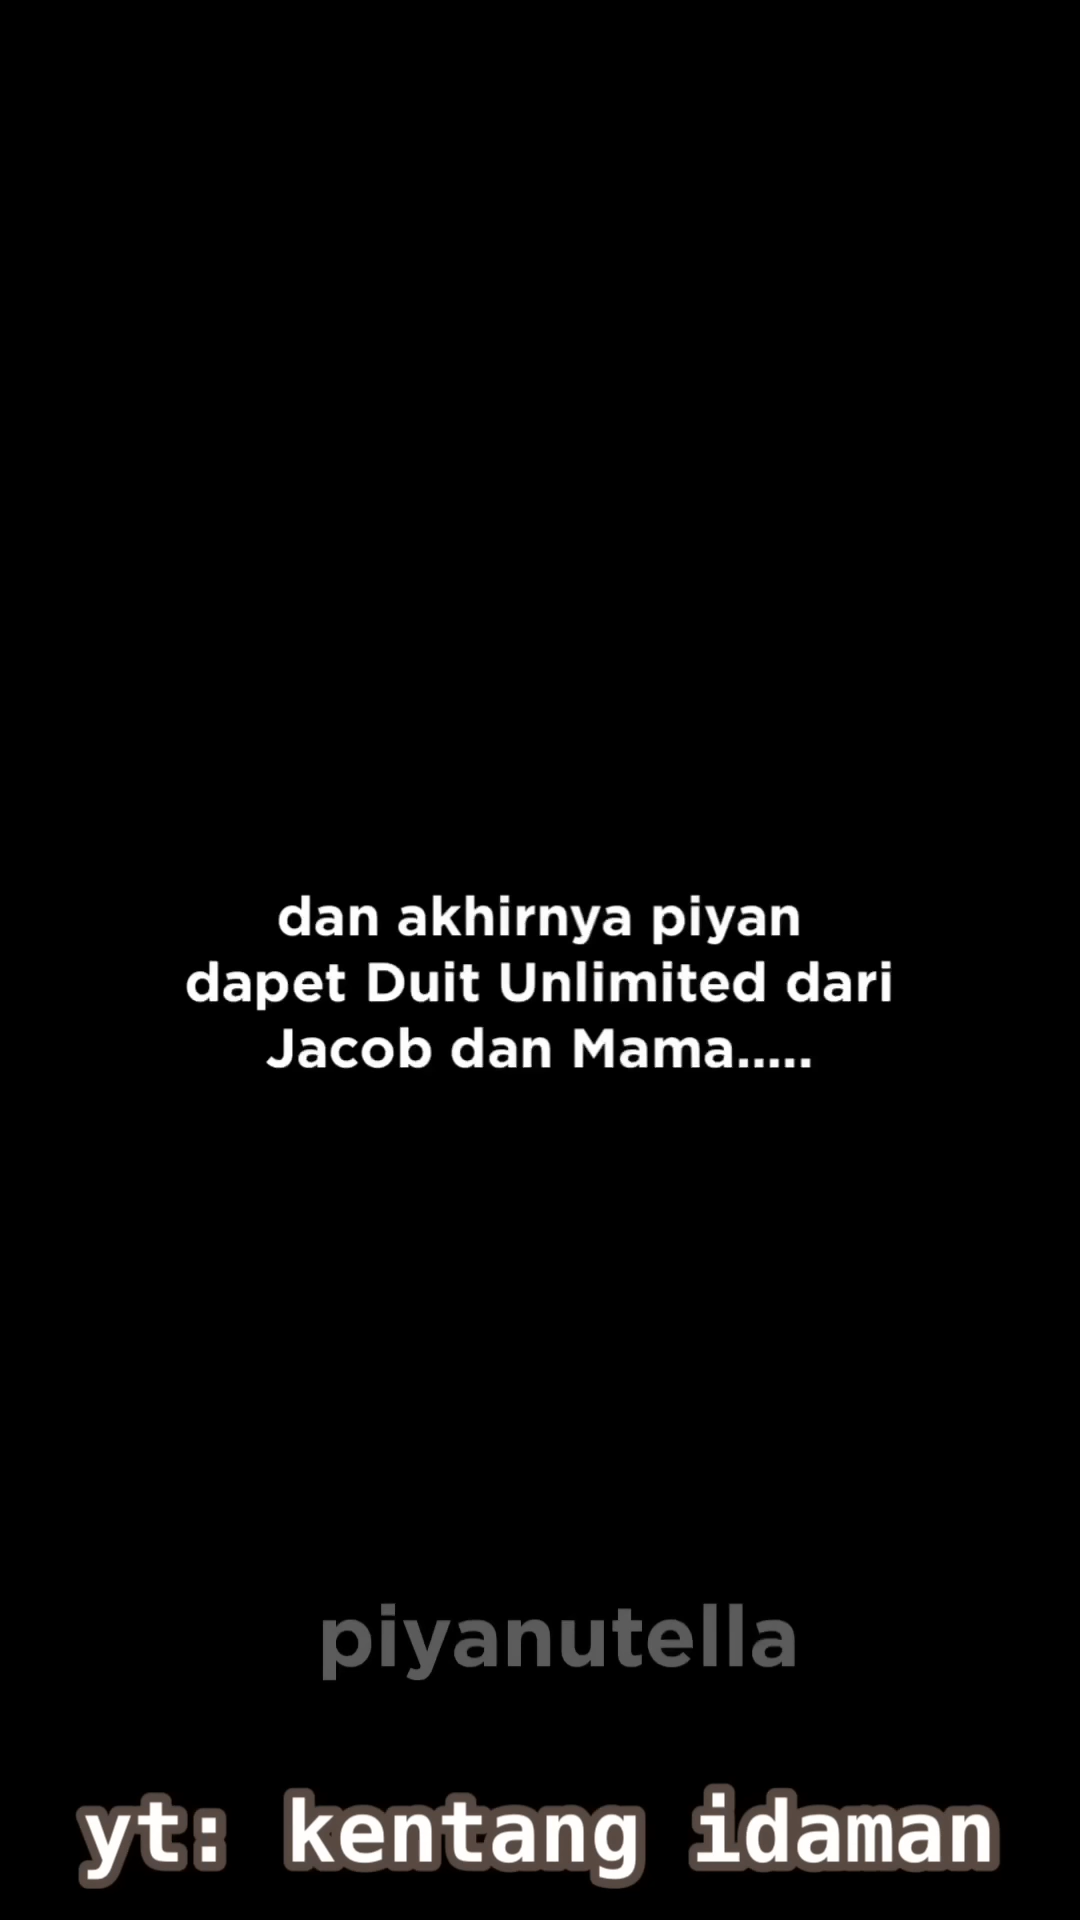 dan akhirnya piyan
dapet Duit Unlimited dari
Jacob dan Mama.....
piyanutella
yt: kentang idaman